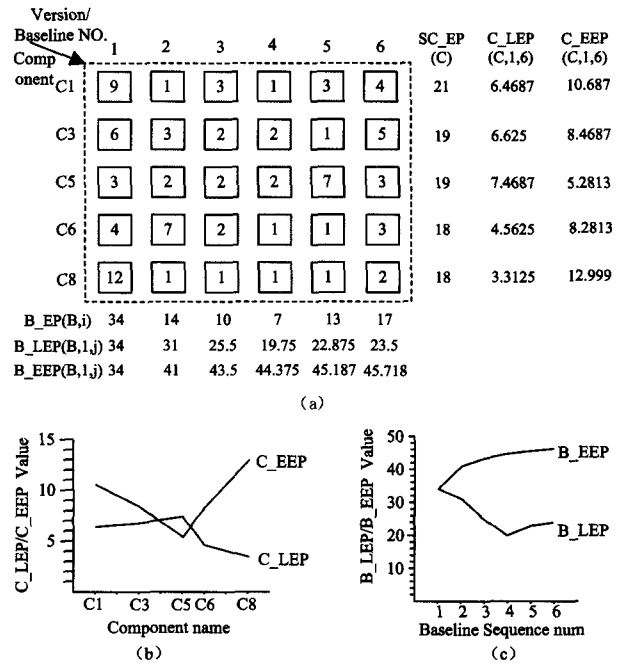 Version/
Baseline NO. 1 2 3 4 5 6 SC_EP C_LEP C_EEP
Comp (C) (C,1,6) (C,1,6)
onent
C1 9 1 3 1 3 4 21 6.4687 10.687
C3 6 3 2 2 1 5 19 6.625 8.4687
C5 3 2 2 2 7 3 19 7.4687 5.2813
C6 4 7 2 1 1 3 18 4.5625 8.2813
C8 12 1 1 1 1 2 18 3.3125 12.999
B_EP(B,i) 34 14 10 7 13 17
B_LEP(B,1,j) 34 31 25.5 19.75 22.875 23.5
B_EEP(B,1,j) 34 41 43.5 44.375 45.187 45.718
(a)
C_LEP/C_EEP Value
15
10
5
C_EEP
C_LEP
C1 C3 C5 C6 C8
Component name
(b)
B_LEP/B_EEP Value
50
40
30
20
10
B_EEP
B_LEP
1 2 3 4 5 6
Baseline Sequence num
(c)